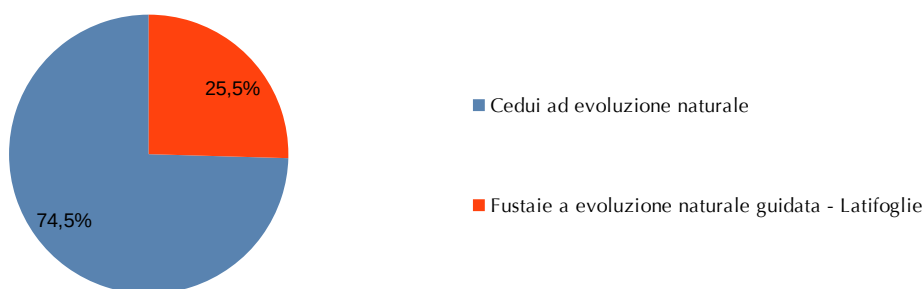 25,5%
74,5%
Cedui ad evoluzione naturale
Fustaie a evoluzione naturale guidata - Latifoglie